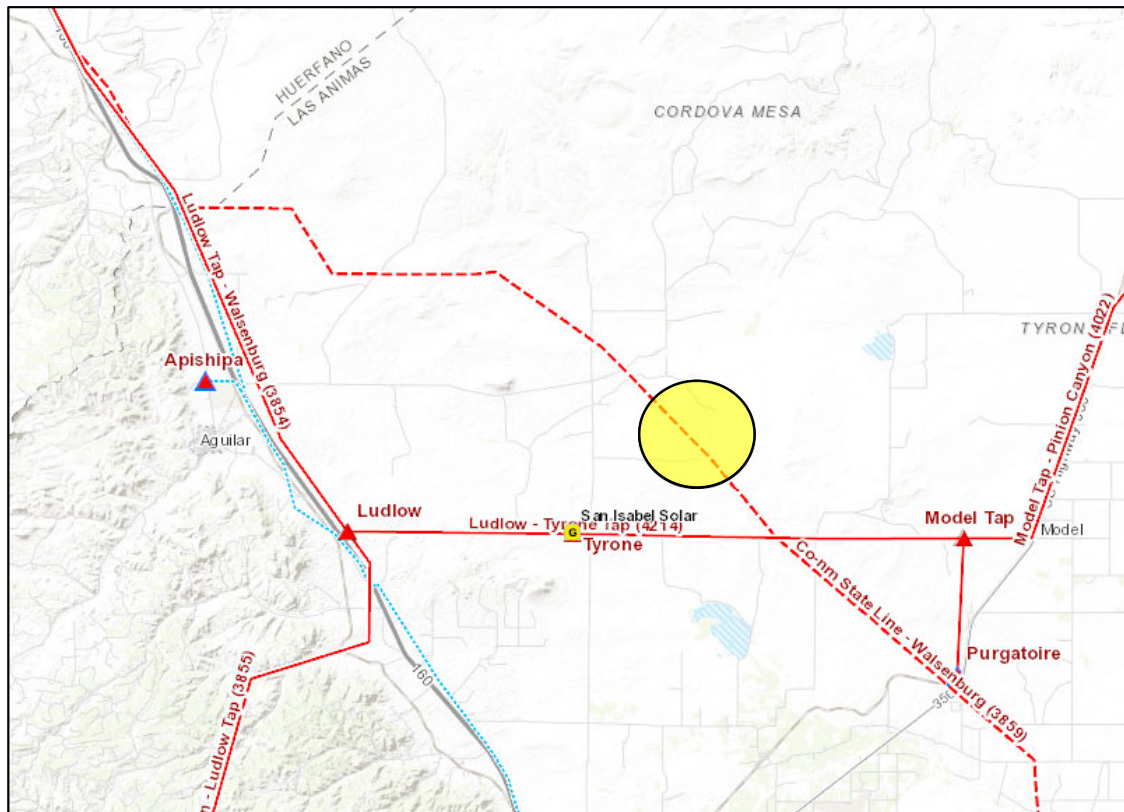 160
HUERFANO
LAS ANIMAS
CORDOVA MESA
Ludlow Tap - Walsenburg (3854)
TYRON
Model Tap - Pinion Canyon (4022)
Apishipa
Aguilar
Ludlow
San Isabel Solar
Ludlow - Tyrone Tap (4214)
G
Tyrone
Model Tap
Model
Co-nm State Line - Walsenburg (3859)
Purgatoire
160
350
n - Ludlow Tap (3855)